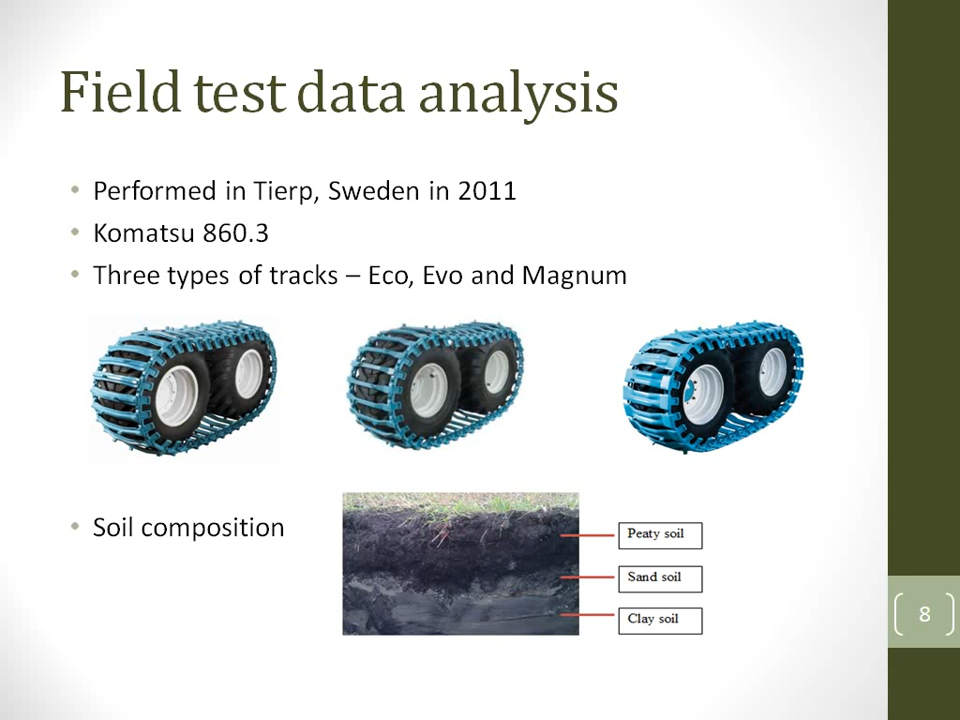 Field test data analysis
• Performed in Tierp, Sweden in 2011
• Komatsu 860.3
• Three types of tracks – Eco, Evo and Magnum
• Soil composition
Peaty soil
Sand soil
Clay soil
8